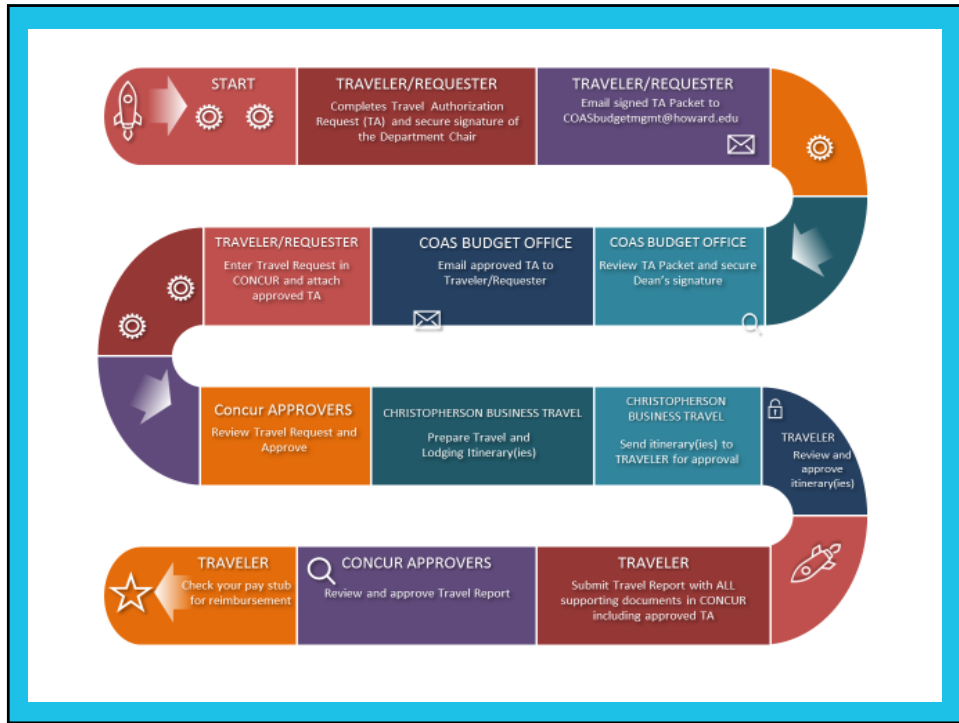 START
TRAVELER/REQUESTER
Completes Travel Authorization
Request (TA) and secure signature of
the Department Chair
TRAVELER/REQUESTER
Email signed TA Packet to
COASbudgetmgmt@howard.edu
COAS BUDGET OFFICE
Review TA Packet and secure
Dean's signature
COAS BUDGET OFFICE
Email approved TA to
Traveler/Requester
TRAVELER/REQUESTER
Enter Travel Request in
CONCUR and attach
approved TA
Concur APPROVERS
Review Travel Request and
Approve
CHRISTOPHERSON BUSINESS TRAVEL
Prepare Travel and
Lodging Itinerary(ies)
CHRISTOPHERSON
BUSINESS TRAVEL
Send itinerary(ies) to
TRAVELER for approval
TRAVELER
Review and
approve
itinerary(ies)
TRAVELER
Submit Travel Report with ALL
supporting documents in CONCUR
including approved TA
CONCUR APPROVERS
Review and approve Travel Report
TRAVELER
Check your pay stub
for reimbursement